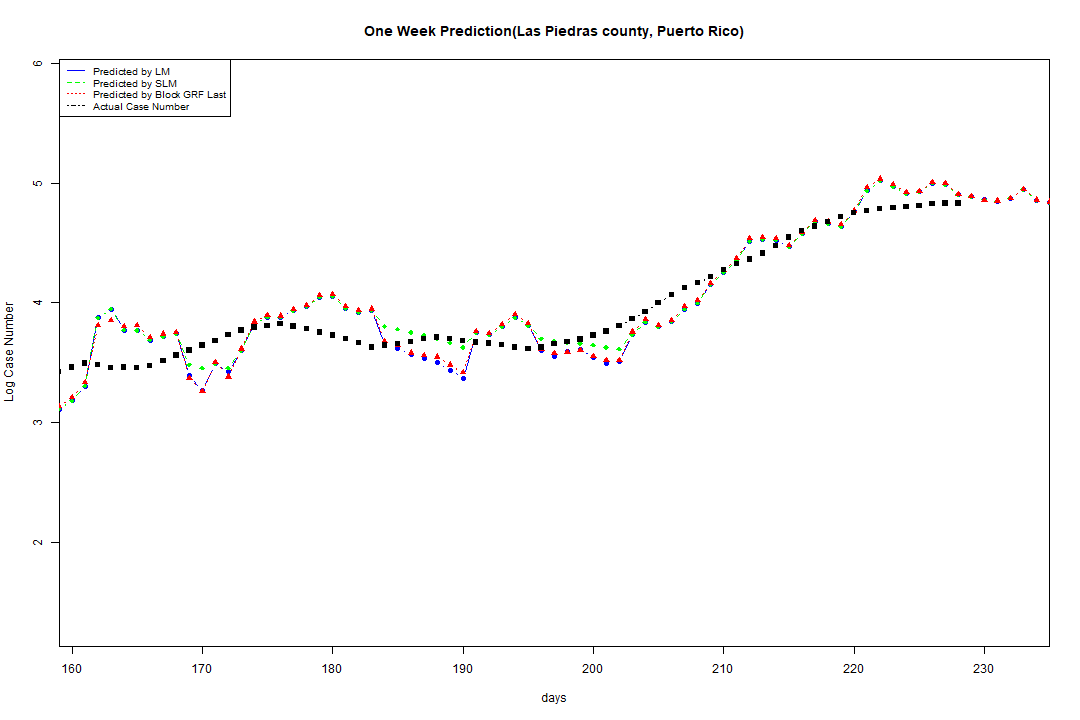 One Week Prediction(Las Piedras county, Puerto Rico)
Predicted by LM
Predicted by SLM
Predicted by Block GRF Last
Actual Case Number
6
5
4
3
2
Log Case Number
160 170 180 190 200 210 220 230
days